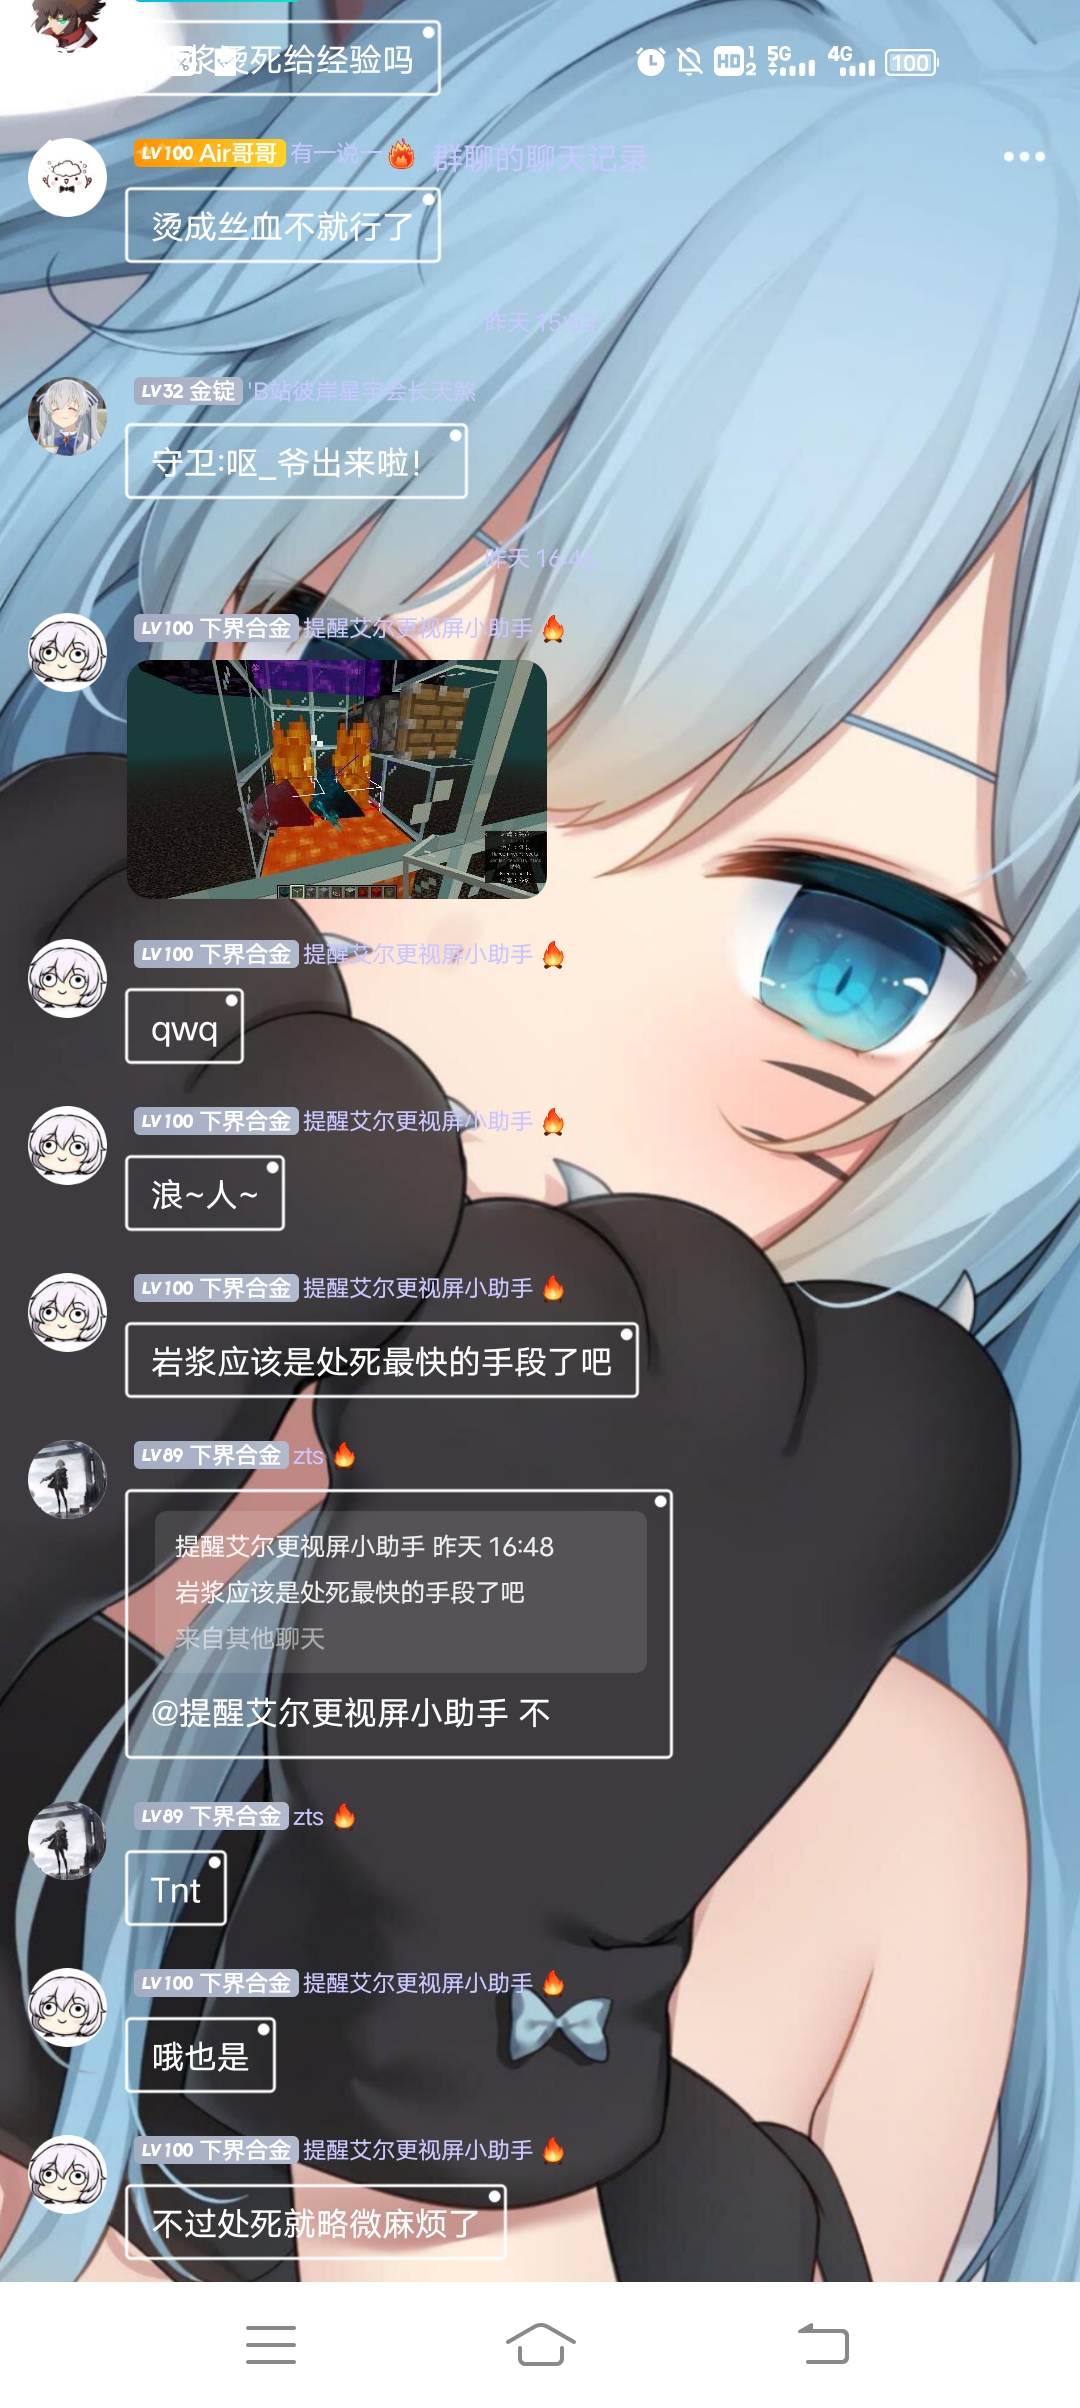 浆烫死给经验吗
HD 1 2 5G 4G 100
LV100 Air哥哥 有一说一 群聊的聊天记录
烫成丝血不就行了
昨天 15:
LV32 金锭 'B站彼岸星宇会长天煞
守卫:呕_爷出来啦!
昨天 16:4
LV100 下界合金 提醒艾尔更视屏小助手
LV100 下界合金 提醒艾尔更视屏小助手
qwq
LV100 下界合金 提醒艾尔更视屏小助手
浪~人~
LV100 下界合金 提醒艾尔更视屏小助手
岩浆应该是处死最快的手段了吧
LV89 下界合金 zts
提醒艾尔更视屏小助手 昨天 16:48
岩浆应该是处死最快的手段了吧
来自其他聊天
@提醒艾尔更视屏小助手 不
LV89 下界合金 zts
Tnt
LV100 下界合金 提醒艾尔更视屏小助手
哦也是
LV100 下界合金 提醒艾尔更视屏小助手
不过处死就略微麻烦了